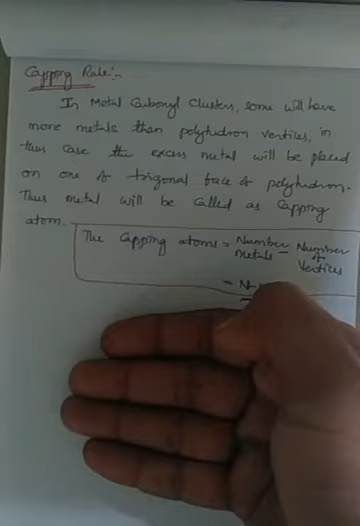 Capping Rule:-
In Metal Carbonyl Clusters, some will have
more metals than polyhedron vertices, in
this case the excess metal will be placed
on one of trigonal face of polyhedron.
Thus metal will be called as Capping
atom.
The Capping atoms = Number Metals - Number of Vertices
= N-